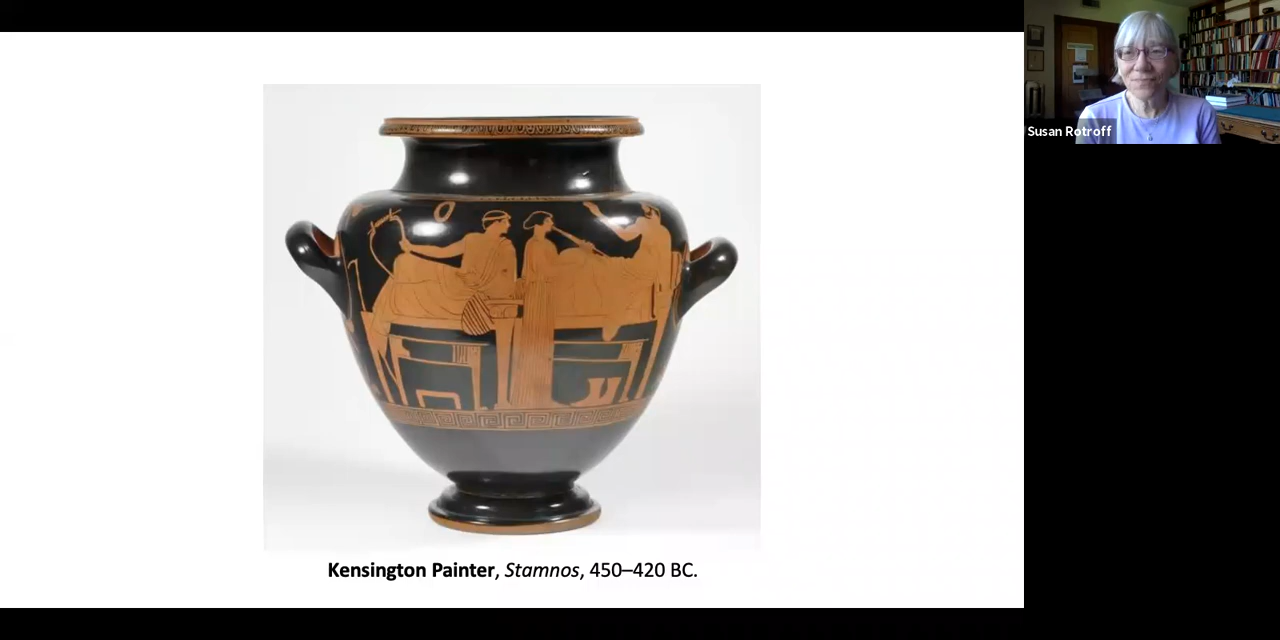 Susan Rotroff
Kensington Painter, Stamnos, 450–420 BC.